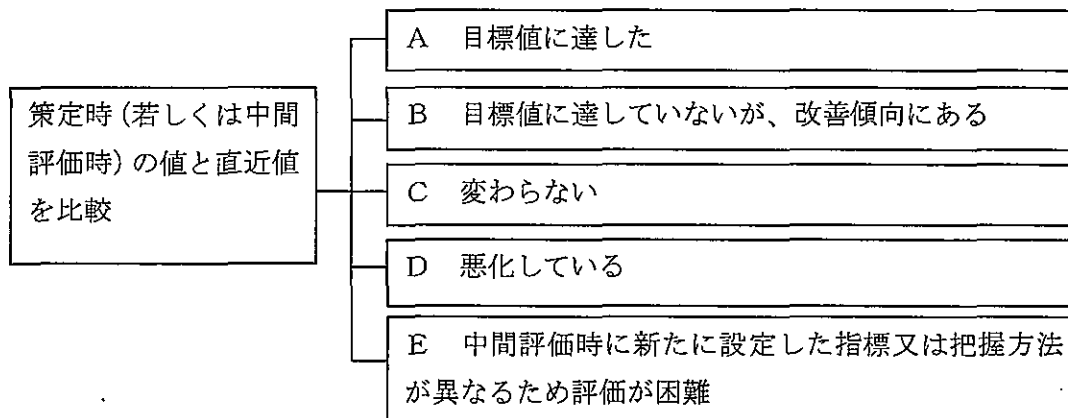 策定時(若しくは中間
評価時)の値と直近値
を比較
A 目標値に達した
B 目標値に達していないが、改善傾向にある
C 変わらない
D 悪化している
E 中間評価時に新たに設定した指標又は把握方法
が異なるため評価が困難